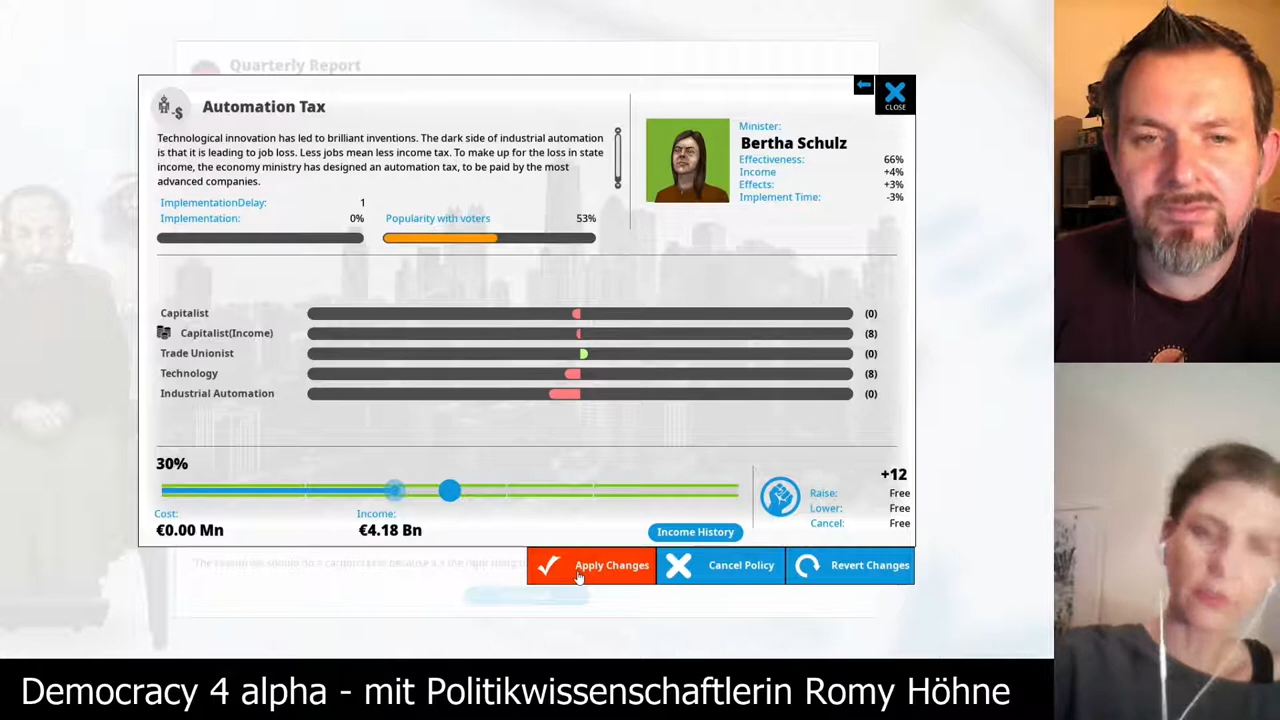 Quarterly Report
Automation Tax
CLOSE
Technological innovation has led to brilliant inventions. The dark side of industrial automation
is that it is leading to job loss. Less jobs mean less income tax. To make up for the loss in state
income, the economy ministry has designed an automation tax, to be paid by the most
advanced companies.
ImplementationDelay: 1
Implementation: 0% Popularity with voters 53%
Minister:
Bertha Schulz
Effectiveness: 66%
Income +4%
Effects: +3%
Implement Time: -3%
Capitalist (0)
Capitalist(Income) (8)
Trade Unionist (0)
Technology (8)
Industrial Automation (0)
30%
Cost: Income:
€0.00 Mn €4.18 Bn
Income History
+12
Raise: Free
Lower: Free
Cancel: Free
Apply Changes Cancel Policy Revert Changes
Democracy 4 alpha - mit Politikwissenschaftlerin Romy Höhne